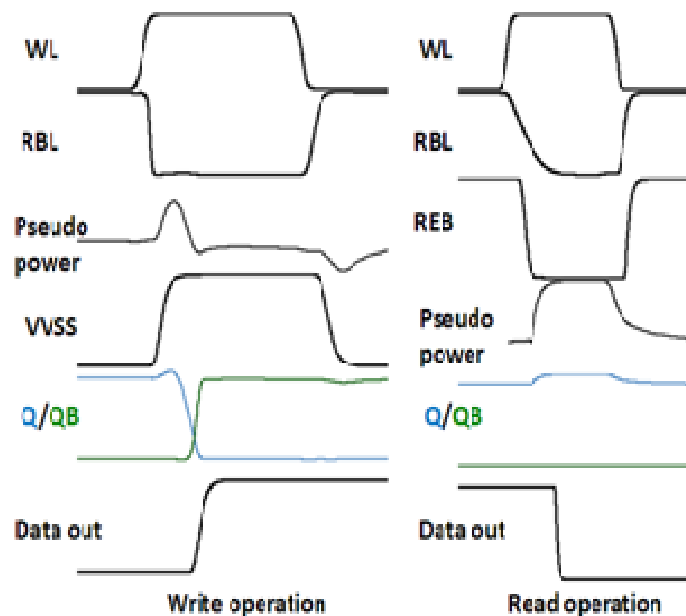 WL
RBL
Pseudo
power
VVSS
Q/QB
Data out
Write operation
WL
RBL
REB
Pseudo
power
Q/QB
Data out
Read operation